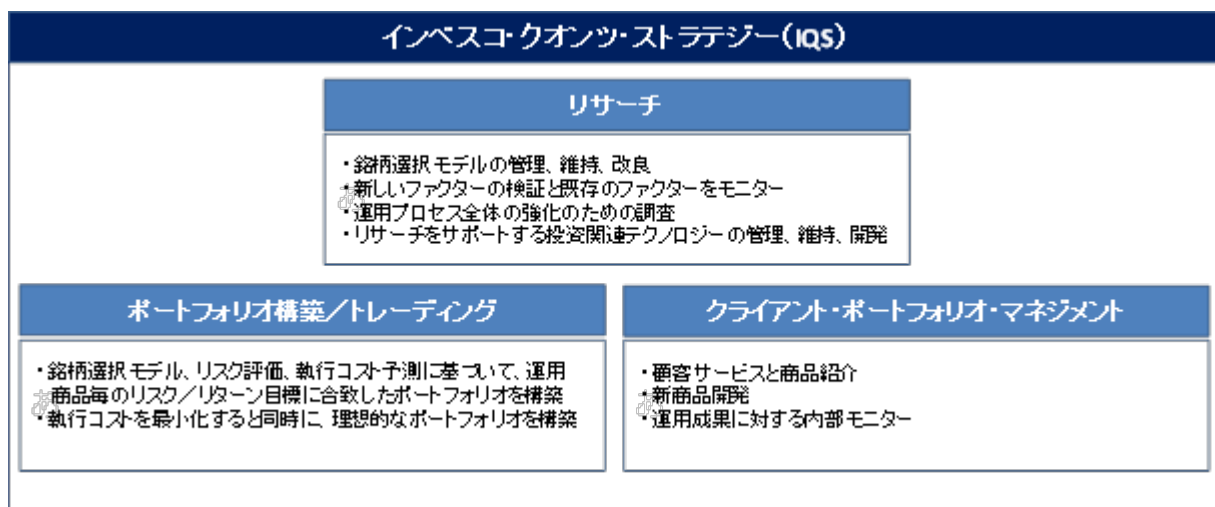 インベスコ・クオンツ・ストラテジー(IQS)
リサーチ
・銘柄選択モデルの管理、維持、改良
・新しいファクターの検証と既存のファクターをモニター
・運用プロセス全体の強化のための調査
・リサーチをサポートする投資関連テクノロジーの管理、維持、開発
ポートフォリオ構築/トレーディング
・銘柄選択モデル、リスク評価、執行コスト予測に基づいて、運用
商品毎のリスク/リターン目標に合致したポートフォリオを構築
・執行コストを最小化すると同時に、理想的なポートフォリオを構築
クライアント・ポートフォリオ・マネジメント
・顧客サービスと商品紹介
・新商品開発
・運用成果に対する内部モニター